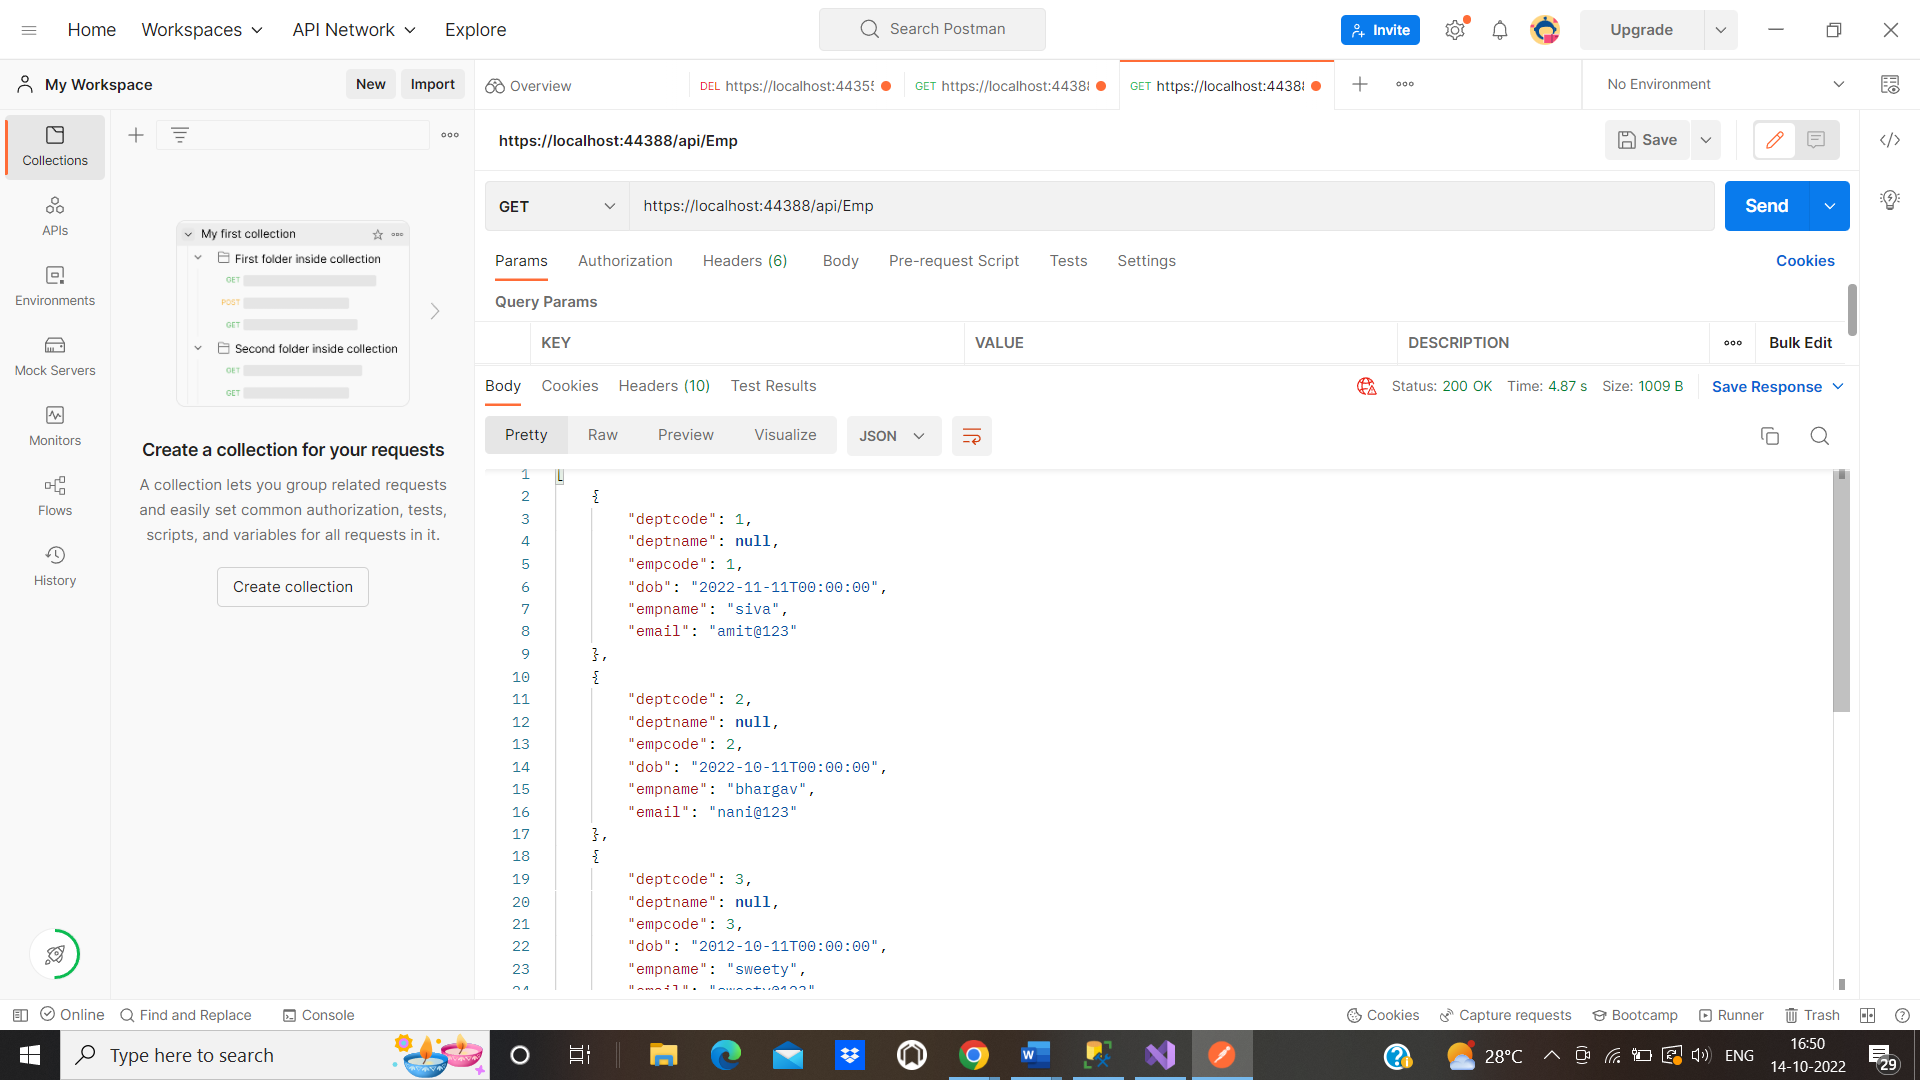 Home Workspaces API Network Explore
Search Postman
Invite
Upgrade
My Workspace
New
Import
Overview
DEL https://localhost:44355
GET https://localhost:4438
GET https://localhost:4438
No Environment
https://localhost:44388/api/Emp
Save
GET
https://localhost:44388/api/Emp
Send
Params Authorization Headers (6) Body Pre-request Script Tests Settings
Cookies
Query Params
KEY VALUE DESCRIPTION
Bulk Edit
Body Cookies Headers (10) Test Results
Status: 200 OK Time: 4.87 s Size: 1009 B
Save Response
Pretty Raw Preview Visualize
JSON
1 [
2 {
3 "deptcode": 1,
4 "deptname": null,
5 "empcode": 1,
6 "dob": "2022-11-11T00:00:00",
7 "empname": "siva",
8 "email": "amit@123"
9 },
10 {
11 "deptcode": 2,
12 "deptname": null,
13 "empcode": 2,
14 "dob": "2022-10-11T00:00:00",
15 "empname": "bhargav",
16 "email": "nani@123"
17 },
18 {
19 "deptcode": 3,
20 "deptname": null,
21 "empcode": 3,
22 "dob": "2012-10-11T00:00:00",
23 "empname": "sweety",
24 "email": "sweety@123"
Collections
APIs
Environments
Mock Servers
Monitors
Flows
History
My first collection
First folder inside collection
GET
POST
GET
Second folder inside collection
GET
GET
Create a collection for your requests
A collection lets you group related requests
and easily set common authorization, tests,
scripts, and variables for all requests in it.
Create collection
Online
Find and Replace
Console
Cookies
Capture requests
Bootcamp
Runner
Trash
Type here to search
28°C
ENG
16:50
14-10-2022
29